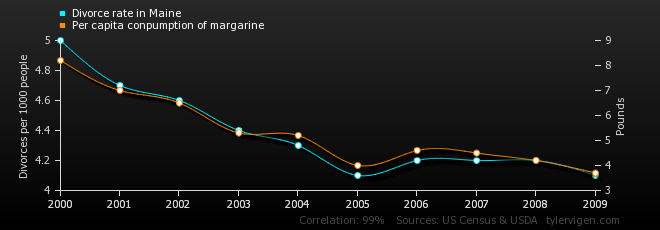 Divorce rate in Maine
Per capita conpumption of margarine
Divorces per 1000 people
5
4.8
4.6
4.4
4.2
4
9
8
7
6
5
4
3
Pounds
2000 2001 2002 2003 2004 2005 2006 2007 2008 2009
Correlation: 99% Sources: US Census & USDA tylervigen.com